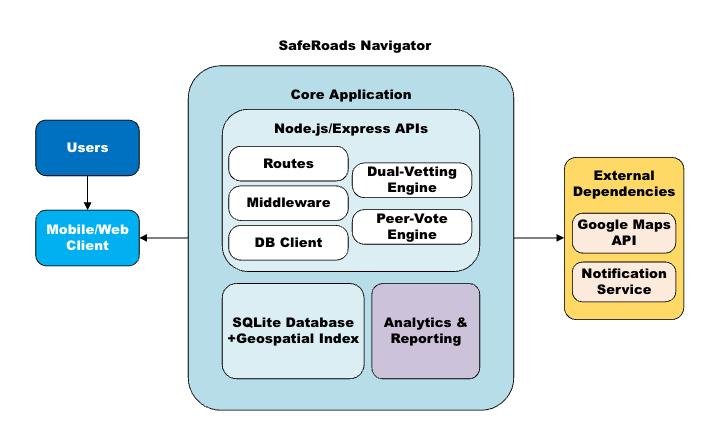 SafeRoads Navigator
Core Application
Node.js/Express APIs
Routes
Middleware
DB Client
Dual-Vetting
Engine
Peer-Vote
Engine
SQLite Database
+Geospatial Index
Analytics &
Reporting
Users
Mobile/Web
Client
External
Dependencies
Google Maps
API
Notification
Service